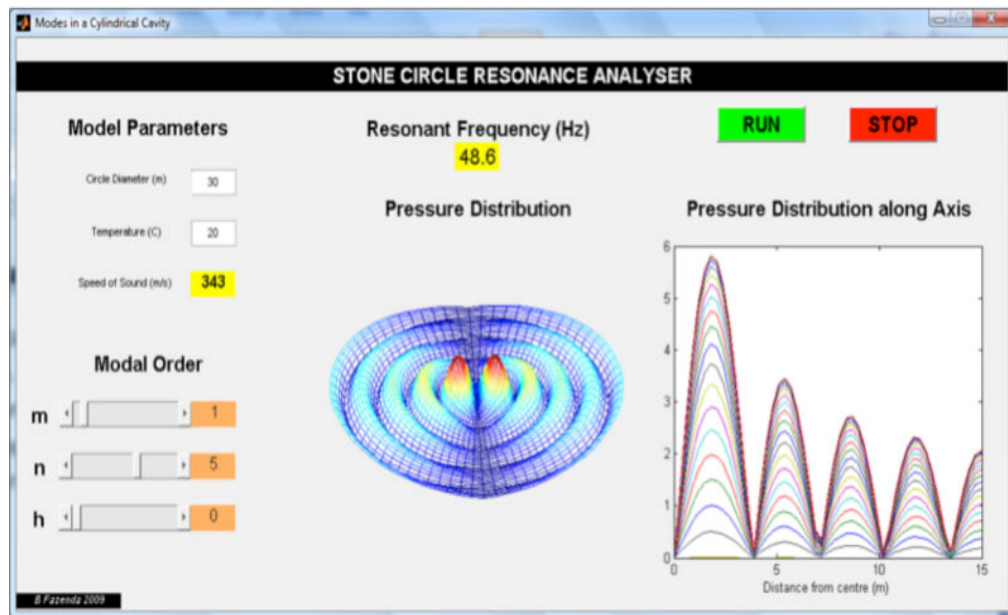 Modes in a Cylindrical Cavity
STONE CIRCLE RESONANCE ANALYSER
Model Parameters
Circle Diameter (m) 30
Temperature (C) 20
Speed of Sound (m/s) 343
Modal Order
m 1
n 5
h 0
B Fazenda 2009
Resonant Frequency (Hz)
48.6
Pressure Distribution
RUN STOP
Pressure Distribution along Axis
6
5
4
3
2
1
0
0 5 10 15
Distance from centre (m)